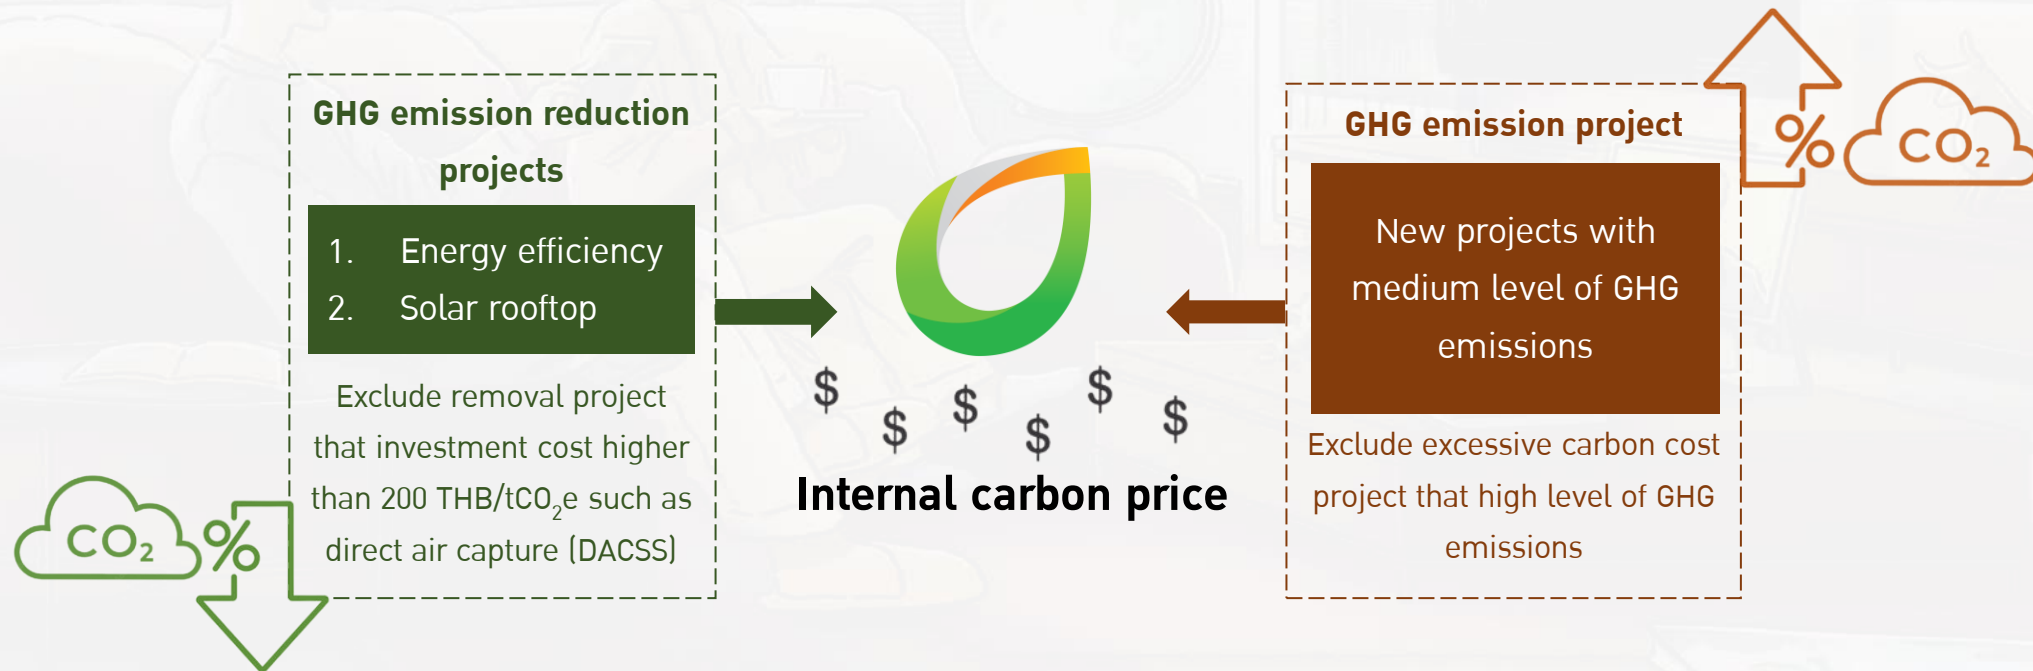 GHG emission reduction
projects
1. Energy efficiency
2. Solar rooftop
Exclude removal project
that investment cost higher
than 200 THB/tCO₂e such as
direct air capture (DACSS)
CO₂ %
$ $ $ $ $ $
Internal carbon price
GHG emission project
New projects with
medium level of GHG
emissions
Exclude excessive carbon cost
project that high level of GHG
emissions
% CO₂